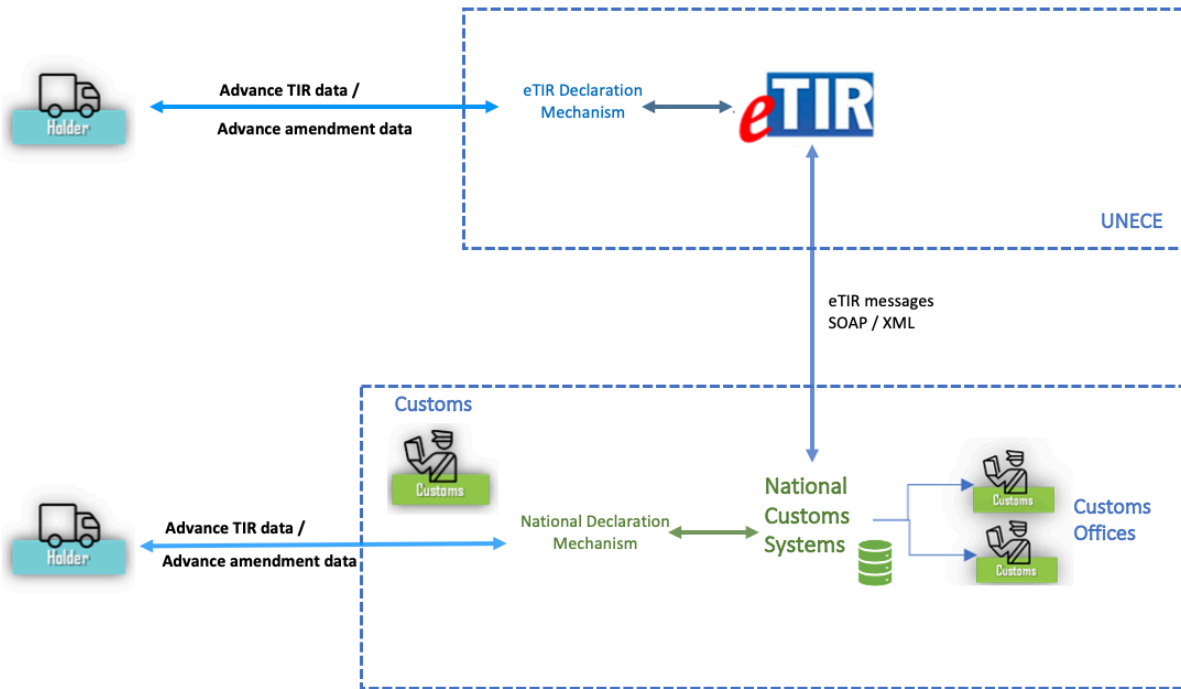 Holder
Advance TIR data /
Advance amendment data
eTIR Declaration
Mechanism
eTIR
UNECE
eTIR messages
SOAP / XML
Customs
Customs
Holder
Advance TIR data /
Advance amendment data
National Declaration
Mechanism
National
Customs
Systems
Customs
Customs
Customs
Offices